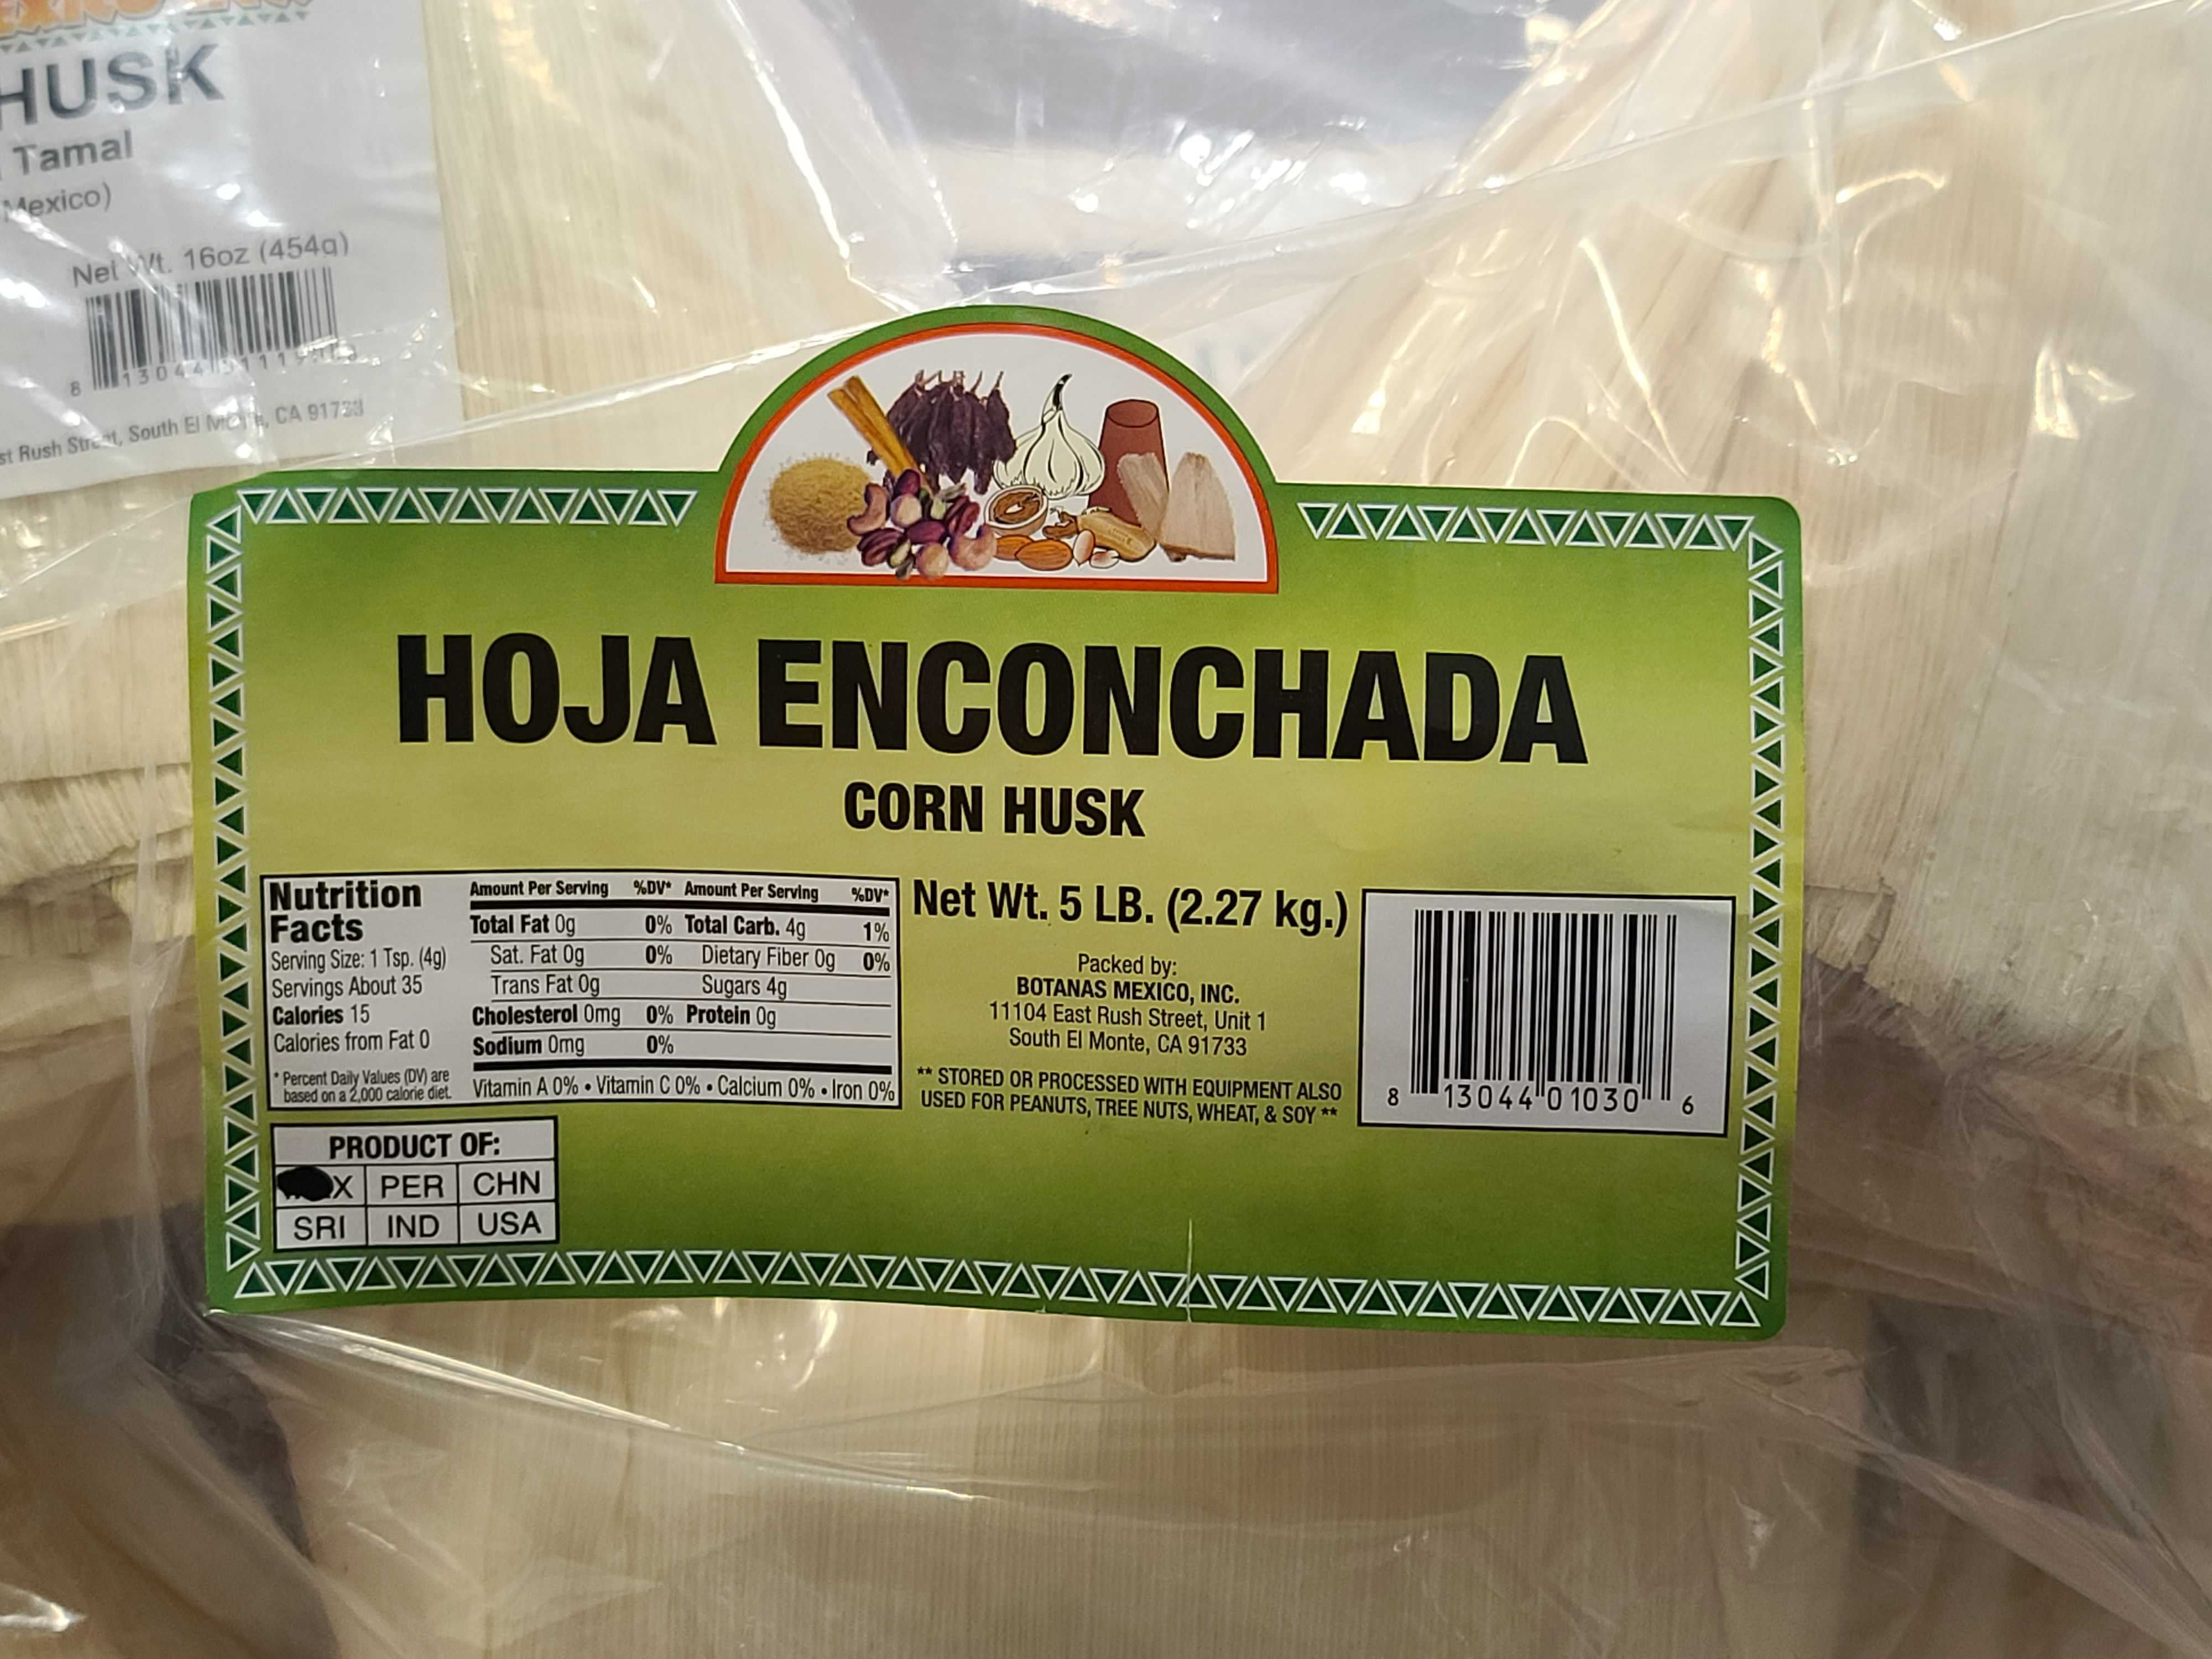 HUSK
Tamal
Mexico)
Net Wt. 16oz (454g)
8
st Rush Street, South El Monte, CA 91733
HOJA ENCONCHADA
CORN HUSK
Nutrition
Facts
Serving Size: 1 Tsp. (4g)
Servings About 35
Calories 15
Calories from Fat 0
* Percent Daily Values (DV) are
based on a 2,000 calorie diet.
Amount Per Serving %DV* Amount Per Serving %DV*
Total Fat 0g 0% Total Carb. 4g 1%
Sat. Fat 0g 0% Dietary Fiber 0g 0%
Trans Fat 0g Sugars 4g
Cholesterol 0mg 0% Protein 0g
Sodium 0mg 0%
Vitamin A 0% • Vitamin C 0% • Calcium 0% • Iron 0%
Net Wt. 5 LB. (2.27 kg.)
Packed by:
BOTANAS MEXICO, INC.
11104 East Rush Street, Unit 1
South El Monte, CA 91733
** STORED OR PROCESSED WITH EQUIPMENT ALSO
USED FOR PEANUTS, TREE NUTS, WHEAT, & SOY **
8 13044 01030 6
PRODUCT OF:
X PER CHN
SRI IND USA